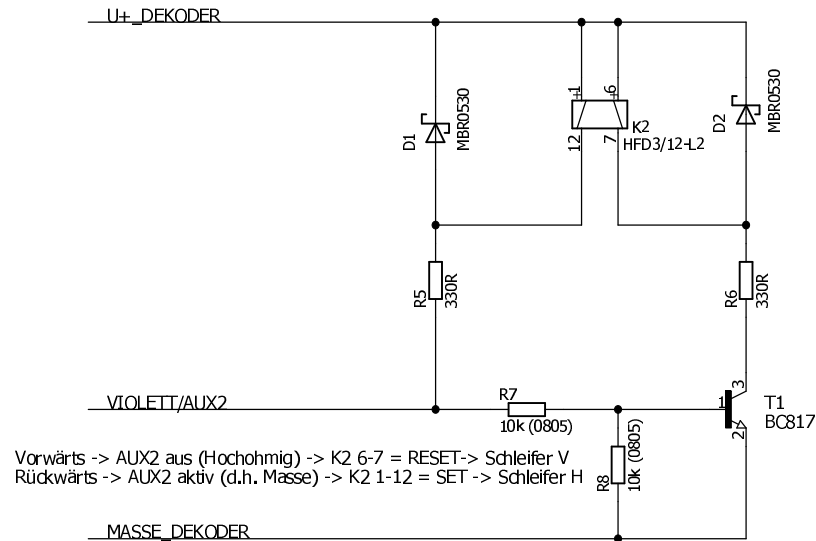 U+_DEKODER
D1
MBR0530
+1
+6
12
7
K2
HFD3/12-L2
D2
MBR0530
R5
330R
R6
330R
VIOLETT/AUX2
R7
10k (0805)
1
3
2
T1
BC817
R8
10k (0805)
Vorwärts -> AUX2 aus (Hochohmig) -> K2 6-7 = RESET-> Schleifer V
Rückwärts -> AUX2 aktiv (d.h. Masse) -> K2 1-12 = SET -> Schleifer H
MASSE_DEKODER